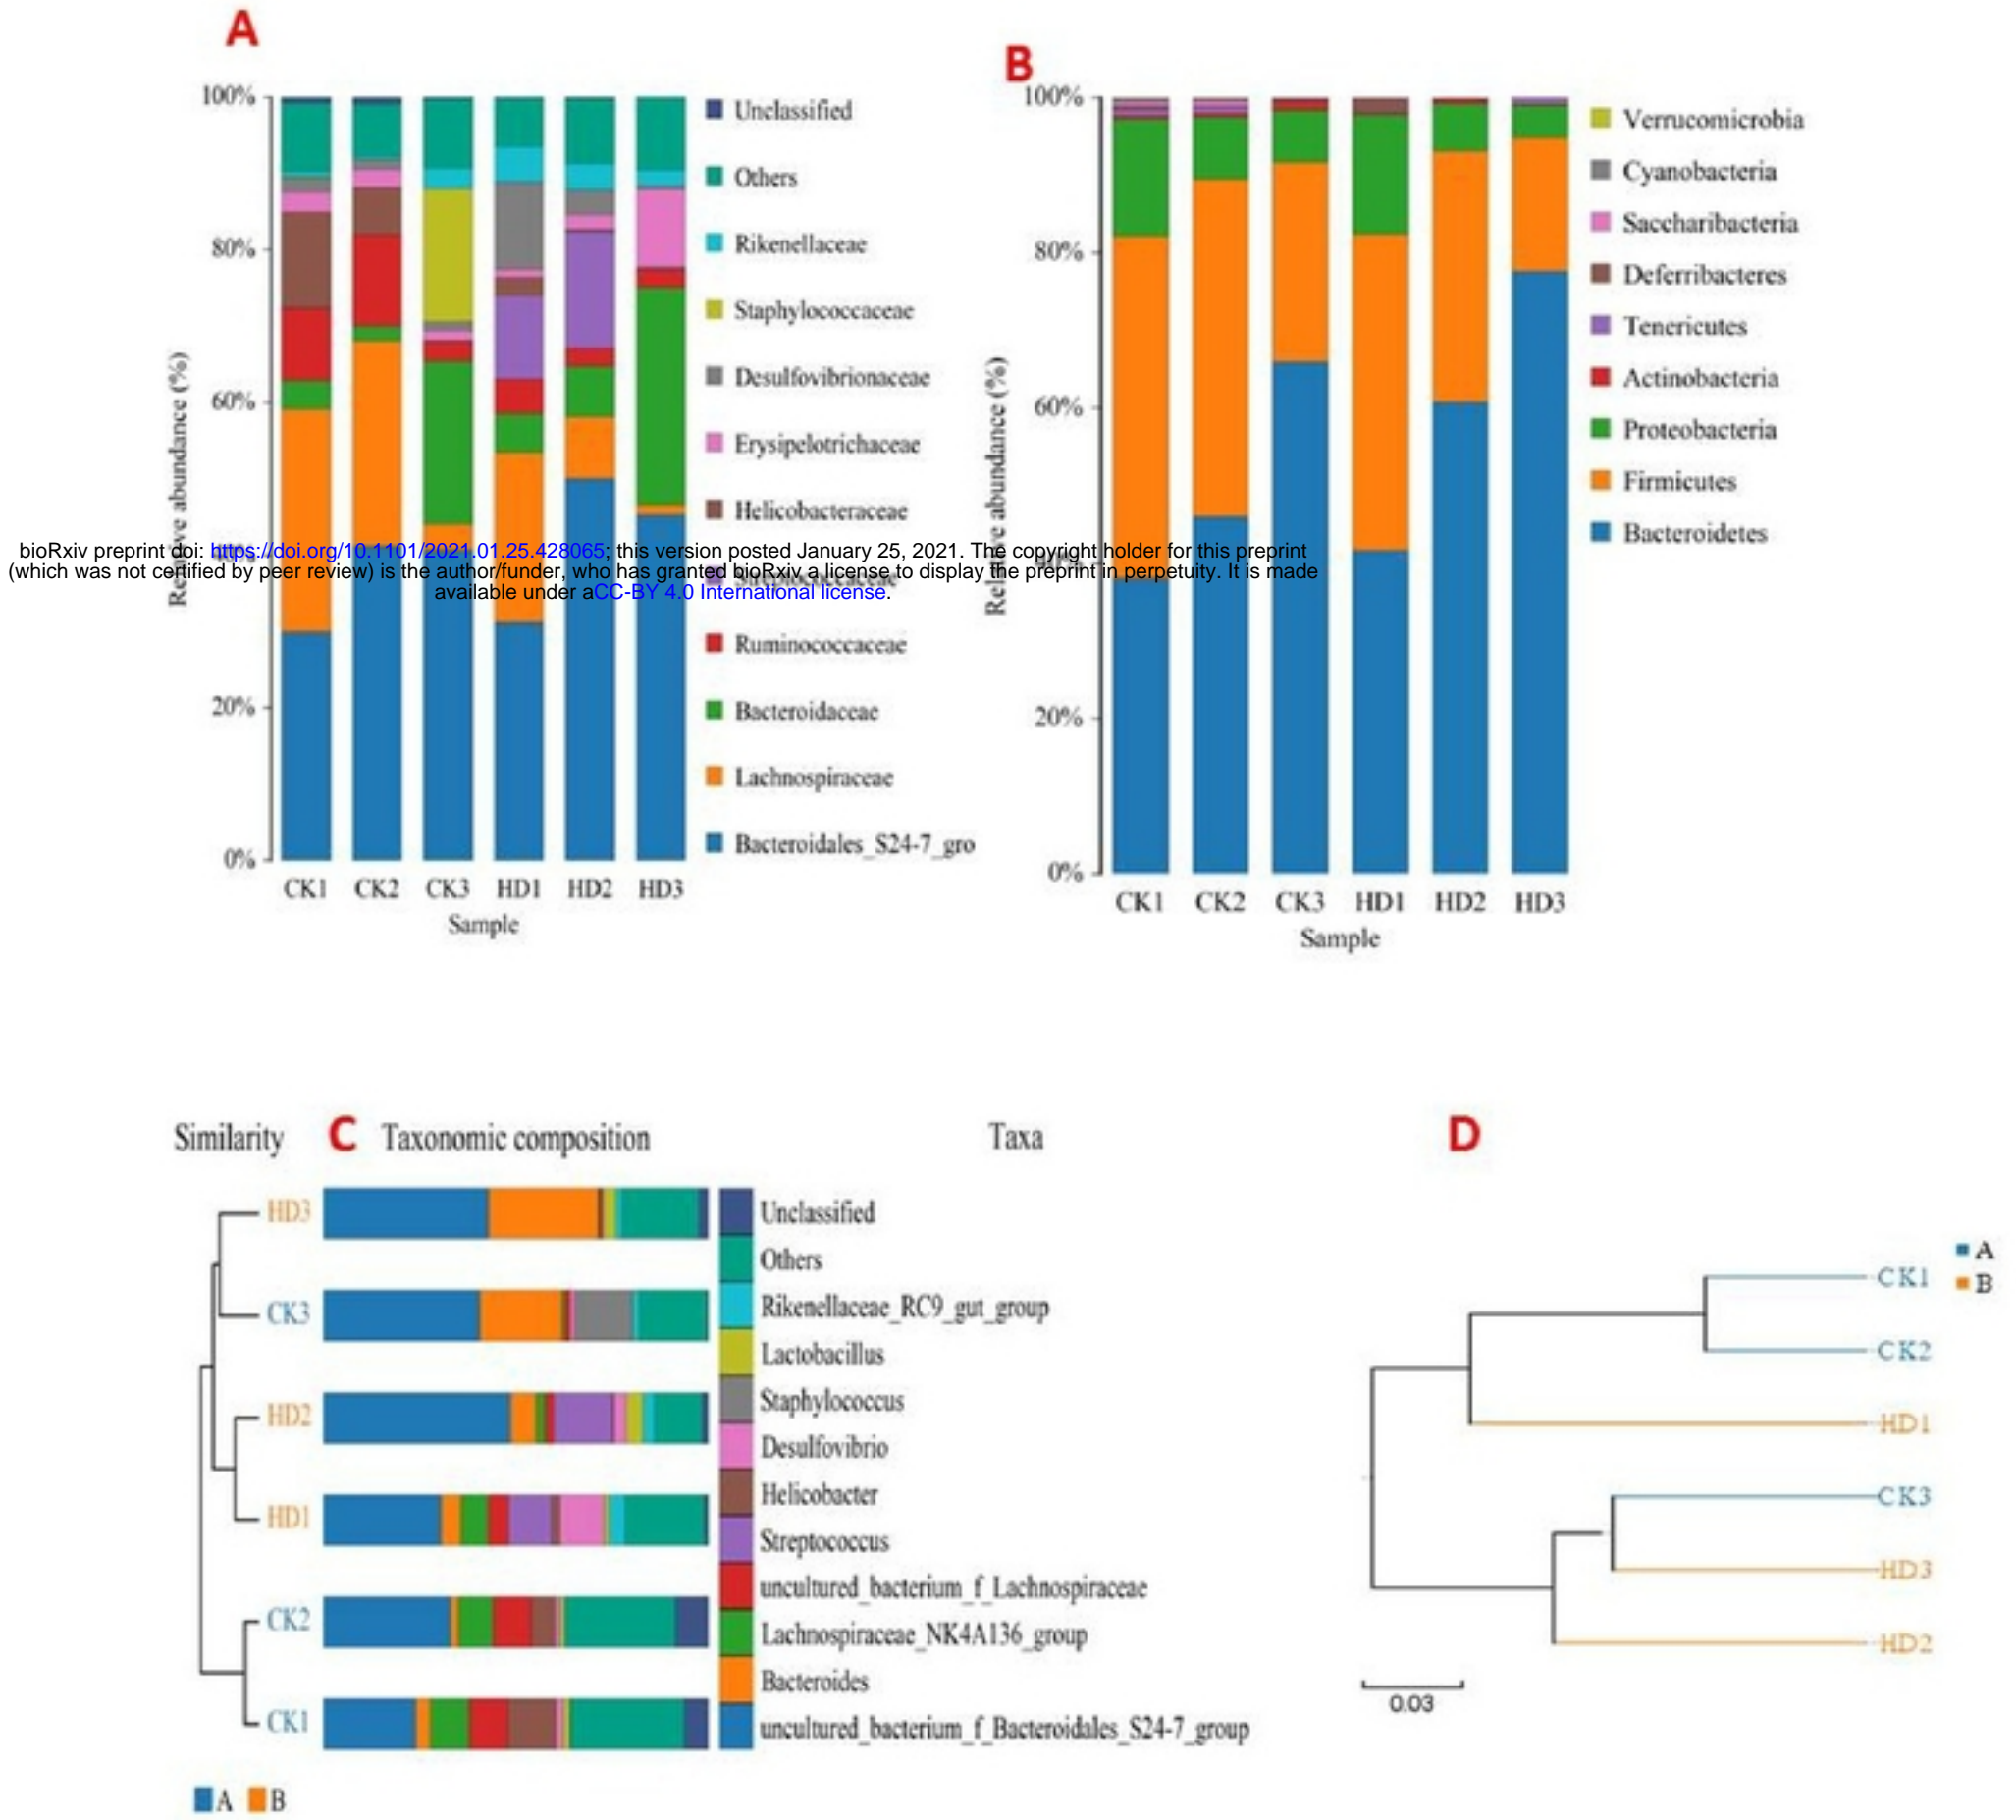 A
B
100%
80%
60%
20%
0%
Relative abundance (%)
CK1 CK2 CK3 HD1 HD2 HD3
Sample
Unclassified
Others
Rikenellaceae
Staphylococcaceae
Desulfovibrionaceae
Erysipelotrichaceae
Helicobacteraceae
Streptococcaceae
Ruminococcaceae
Bacteroidaceae
Lachnospiraceae
Bacteroidales_S24-7_gro
100%
80%
60%
40%
20%
0%
Relative abundance (%)
CK1 CK2 CK3 HD1 HD2 HD3
Sample
Verrucomicrobia
Cyanobacteria
Saccharibacteria
Deferribacteres
Tenericutes
Actinobacteria
Proteobacteria
Firmicutes
Bacteroidetes
bioRxiv preprint doi: https://doi.org/10.1101/2021.01.25.428065; this version posted January 25, 2021. The copyright holder for this preprint
(which was not certified by peer review) is the author/funder, who has granted bioRxiv a license to display the preprint in perpetuity. It is made
available under aCC-BY 4.0 International license.
Similarity C Taxonomic composition Taxa
HD3
CK3
HD2
HD1
CK2
CK1
Unclassified
Others
Rikenellaceae_RC9_gut_group
Lactobacillus
Staphylococcus
Desulfovibrio
Helicobacter
Streptococcus
uncultured_bacterium_f_Lachnospiraceae
Lachnospiraceae_NK4A136_group
Bacteroides
uncultured_bacterium_f_Bacteroidales_S24-7_group
A B
D
A
B
CK1
CK2
HD1
CK3
HD3
HD2
0.03